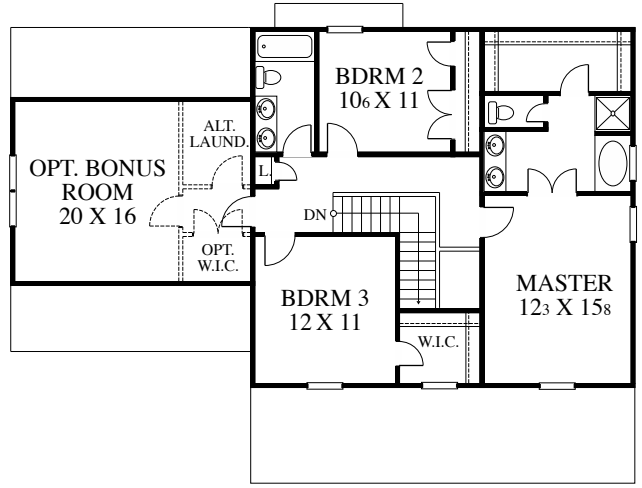 BDRM 2
10₆ X 11
ALT.
LAUND.
OPT. BONUS
ROOM
20 X 16
L.
DN
OPT.
W.I.C.
BDRM 3
12 X 11
MASTER
12₃ X 15₈
W.I.C.